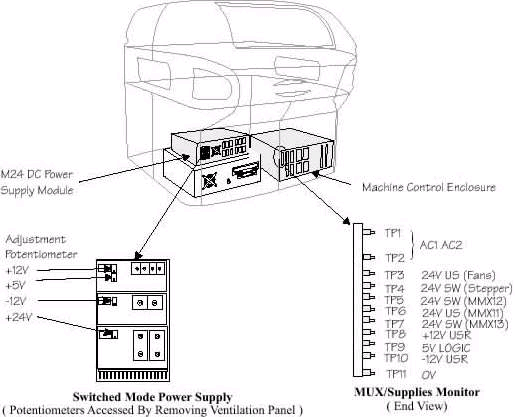 M24 DC Power
Supply Module
Machine Control Enclosure
Adjustment
Potentiometer
+12V
+5V
-12V
+24V
TP1
AC1 AC2
TP2
TP3 24V US (Fans)
TP4 24V SW (Stepper)
TP5 24V SW (MMX12)
TP6 24V US (MMX11)
TP7 24V SW (MMX13)
TP8 +12V USR
TP9 5V LOGIC
TP10 -12V USR
TP11 0V
Switched Mode Power Supply
( Potentiometers Accessed By Removing Ventilation Panel )
MUX/Supplies Monitor
( End View)